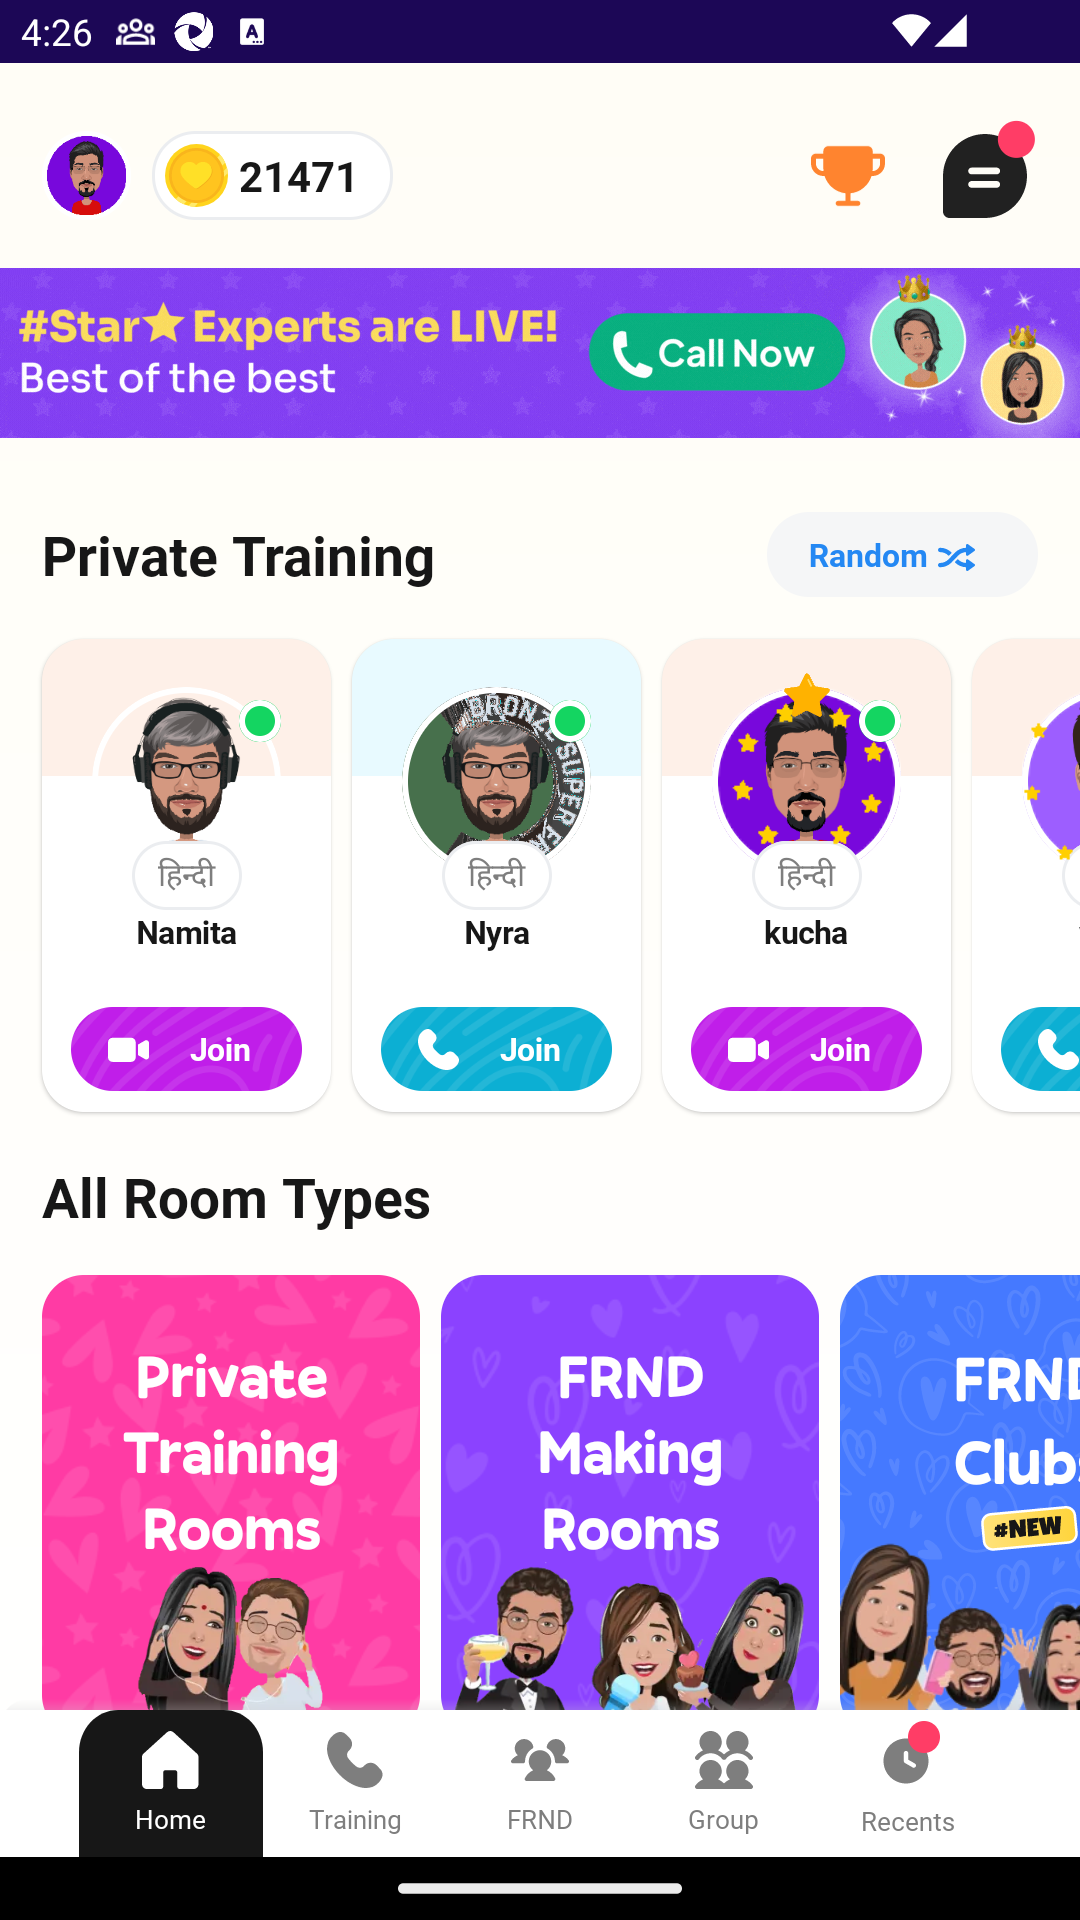 4:26
21471
#Star Experts are LIVE!
Best of the best
Call Now
Private Training
Random
BRONZE SUPER
हिन्दी
हिन्दी
हिन्दी
Namita
Nyra
kucha
Join
Join
Join
All Room Types
Private
Training
Rooms
FRND
Making
Rooms
FRND
Clubs
#NEW
Home
Training
FRND
Group
Recents